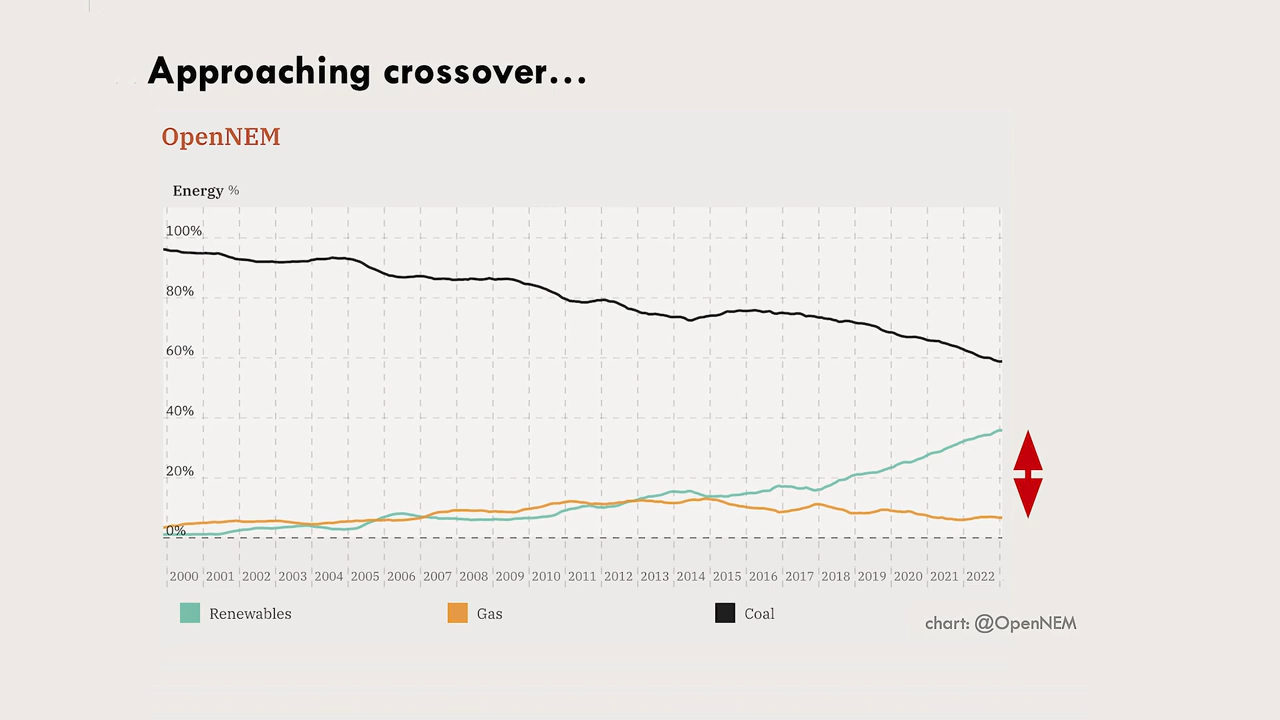 Approaching crossover...
OpenNEM
Energy %
100%
80%
60%
40%
20%
0%
2000 2001 2002 2003 2004 2005 2006 2007 2008 2009 2010 2011 2012 2013 2014 2015 2016 2017 2018 2019 2020 2021 2022
Renewables Gas Coal
chart: @OpenNEM